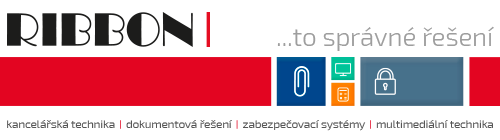 RIBBON
...to správné řešení
kancelářská technika | dokumentová řešení | zabezpečovací systémy | multimediální technika